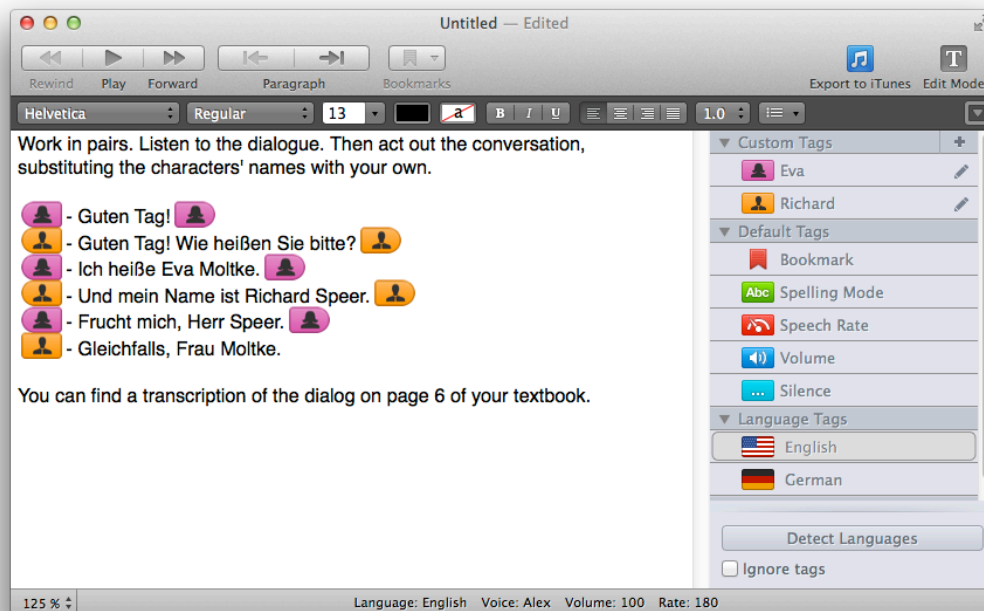 Untitled — Edited
Rewind Play Forward Paragraph Bookmarks Export to iTunes Edit Mode
Helvetica Regular 13 a B I U 1.0
Work in pairs. Listen to the dialogue. Then act out the conversation,
substituting the characters' names with your own.
- Guten Tag!
- Guten Tag! Wie heißen Sie bitte?
- Ich heiße Eva Moltke.
- Und mein Name ist Richard Speer.
- Frucht mich, Herr Speer.
- Gleichfalls, Frau Moltke.
You can find a transcription of the dialog on page 6 of your textbook.
Custom Tags +
Eva
Richard
Default Tags
Bookmark
Abc Spelling Mode
Speech Rate
Volume
... Silence
Language Tags
English
German
Detect Languages
Ignore tags
125 % Language: English Voice: Alex Volume: 100 Rate: 180